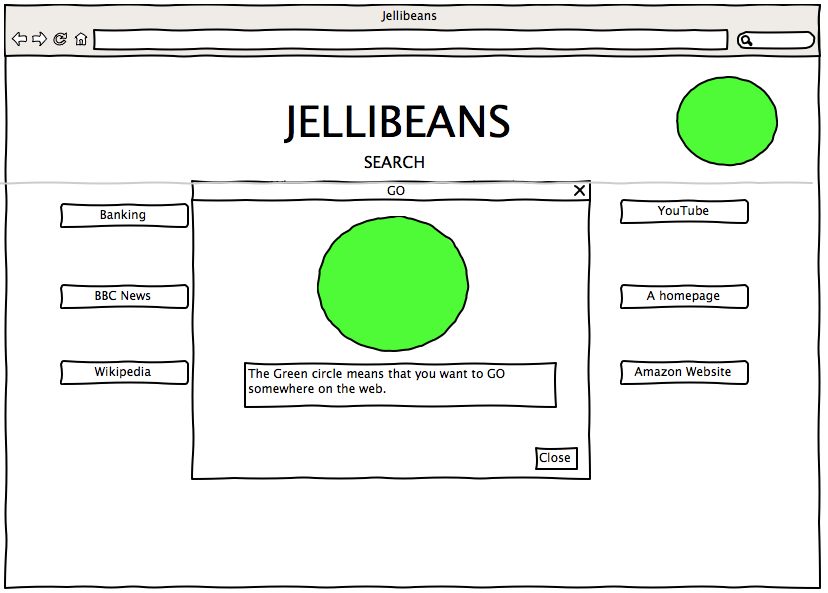 Jellibeans
JELLIBEANS
SEARCH
GO
Banking
YouTube
BBC News
A homepage
Wikipedia
Amazon Website
The Green circle means that you want to GO
somewhere on the web.
Close